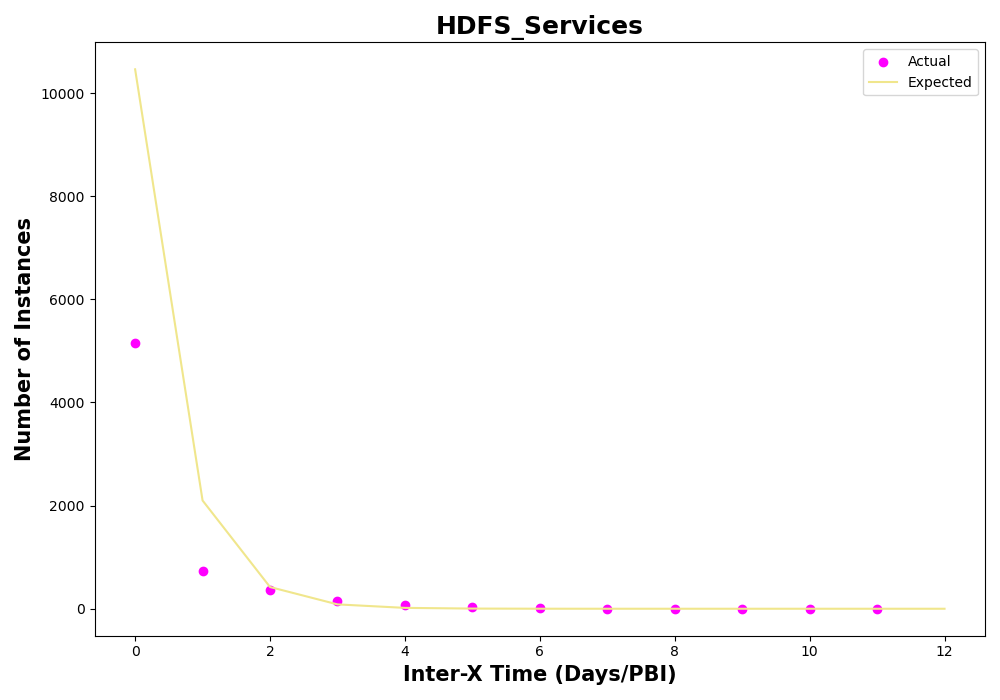 HDFS_Services
Actual
Expected
Number of Instances
10000
8000
6000
4000
2000
0
0 2 4 6 8 10 12
Inter-X Time (Days/PBI)